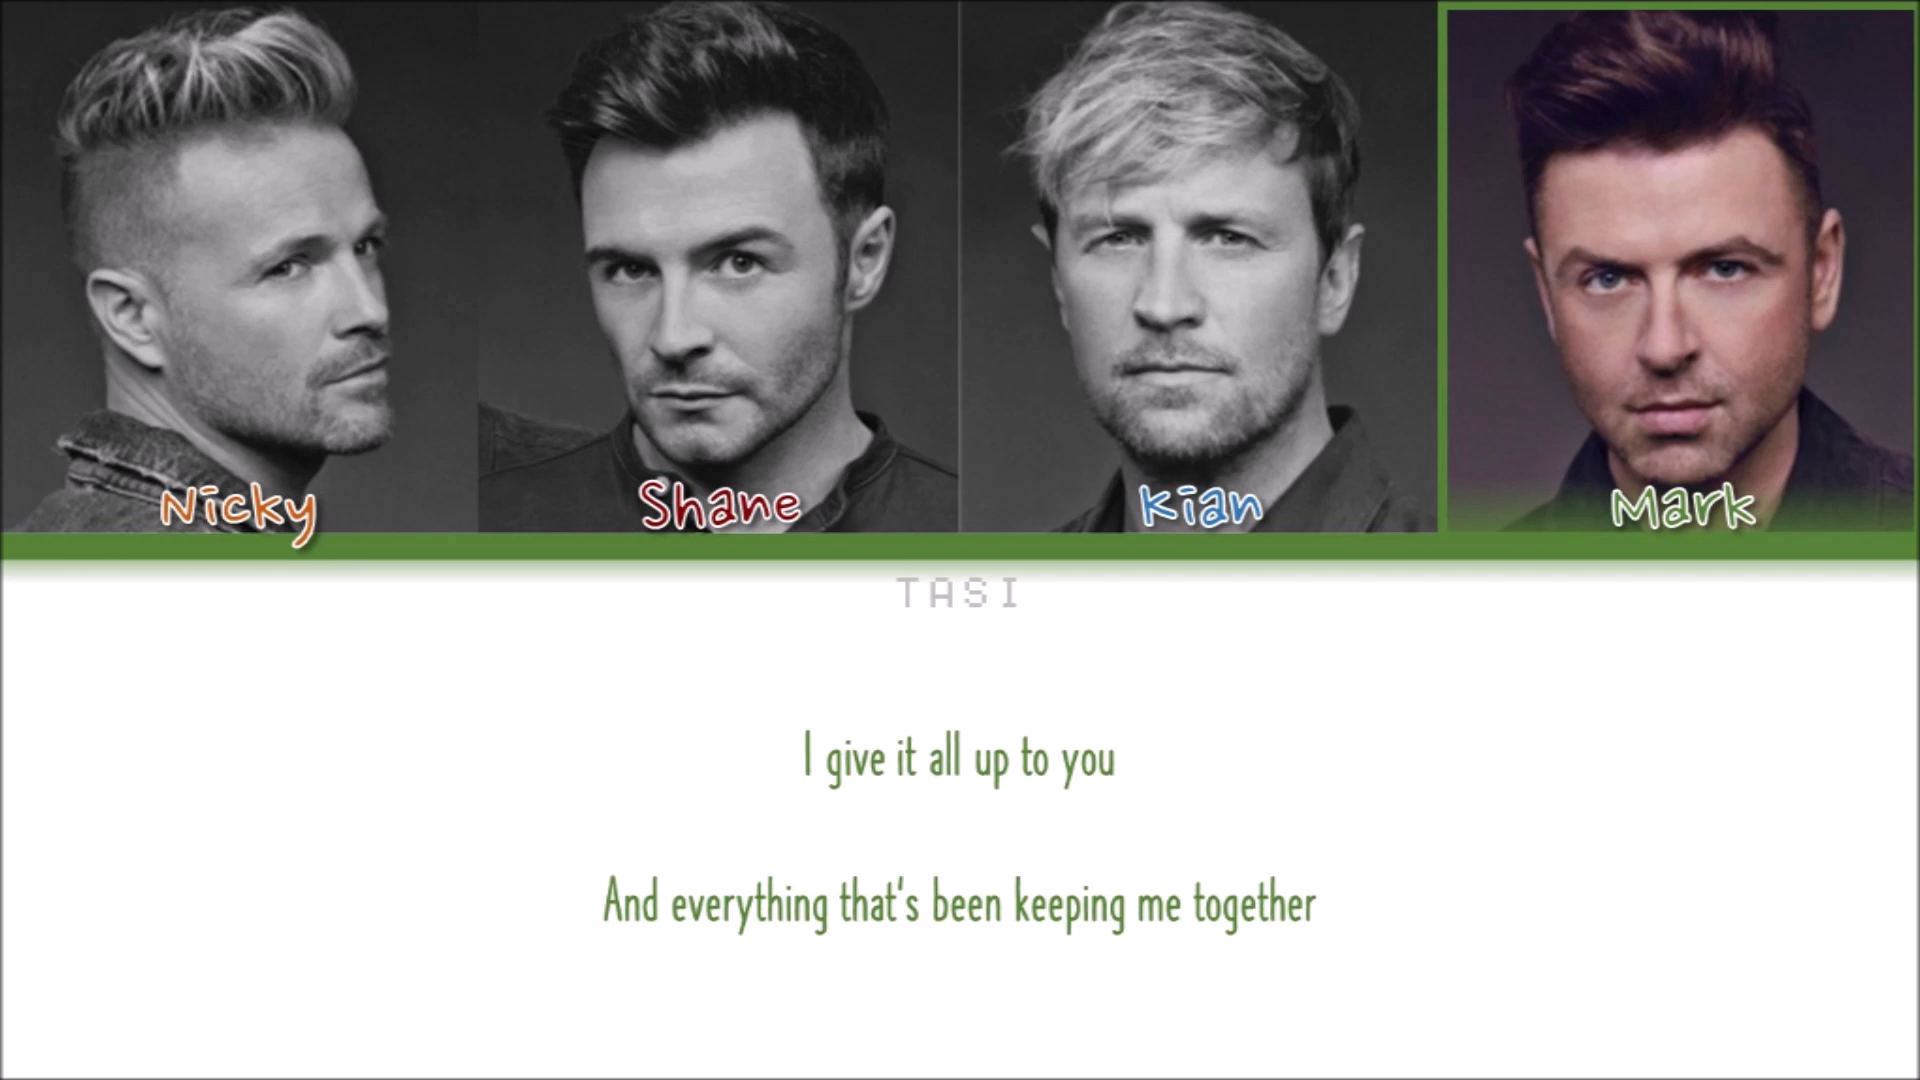 Nicky
Shane
Kian
Mark
TASI
I give it all up to you
And everything that's been keeping me together